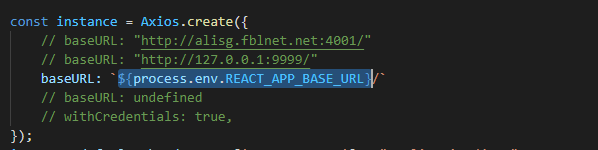 const instance = Axios.create({
    // baseURL: "http://alisg.fblnet.net:4001/"
    // baseURL: "http://127.0.0.1:9999/"
    baseURL: `${process.env.REACT_APP_BASE_URL}/`
    // baseURL: undefined
    // withCredentials: true,
});